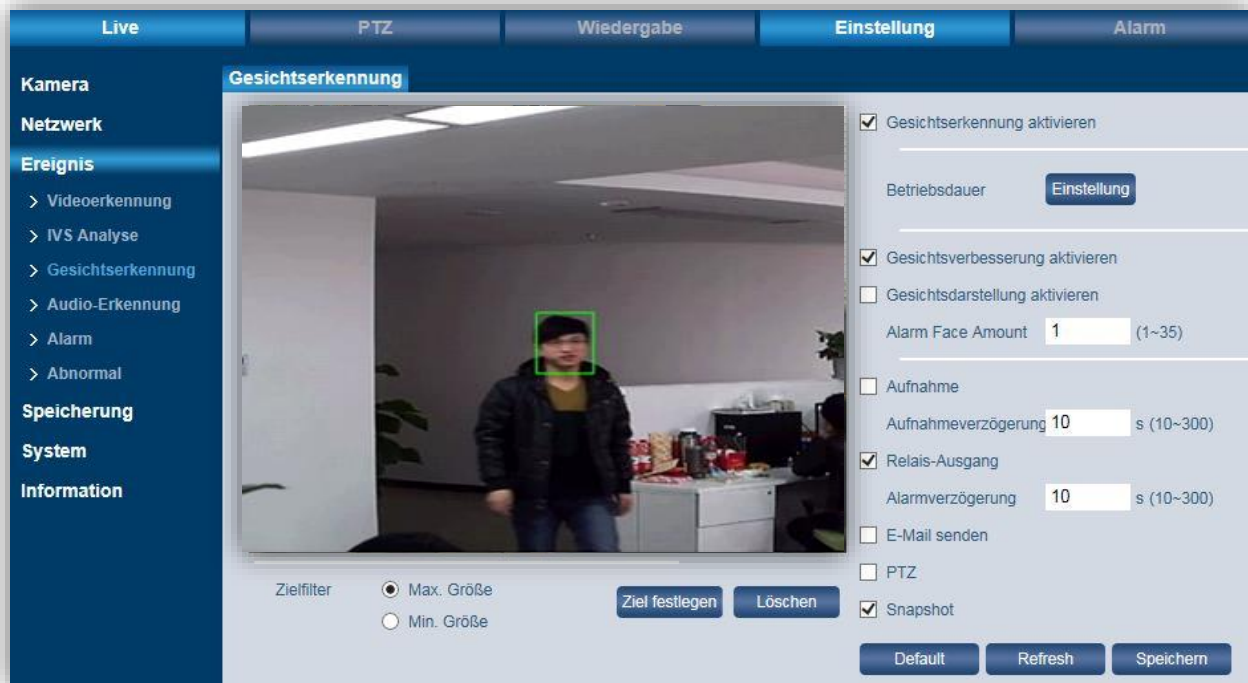 Live PTZ Wiedergabe Einstellung Alarm
Kamera
Netzwerk
Ereignis
> Videoerkennung
> IVS Analyse
> Gesichtserkennung
> Audio-Erkennung
> Alarm
> Abnormal
Speicherung
System
Information
Gesichtserkennung
Zielfilter Max. Größe
Min. Größe
Ziel festlegen Löschen
Gesichtserkennung aktivieren
Betriebsdauer Einstellung
Gesichtsverbesserung aktivieren
Gesichtsdarstellung aktivieren
Alarm Face Amount 1 (1~35)
Aufnahme
Aufnahmeverzögerung 10 s (10~300)
Relais-Ausgang
Alarmverzögerung 10 s (10~300)
E-Mail senden
PTZ
Snapshot
Default Refresh Speichern